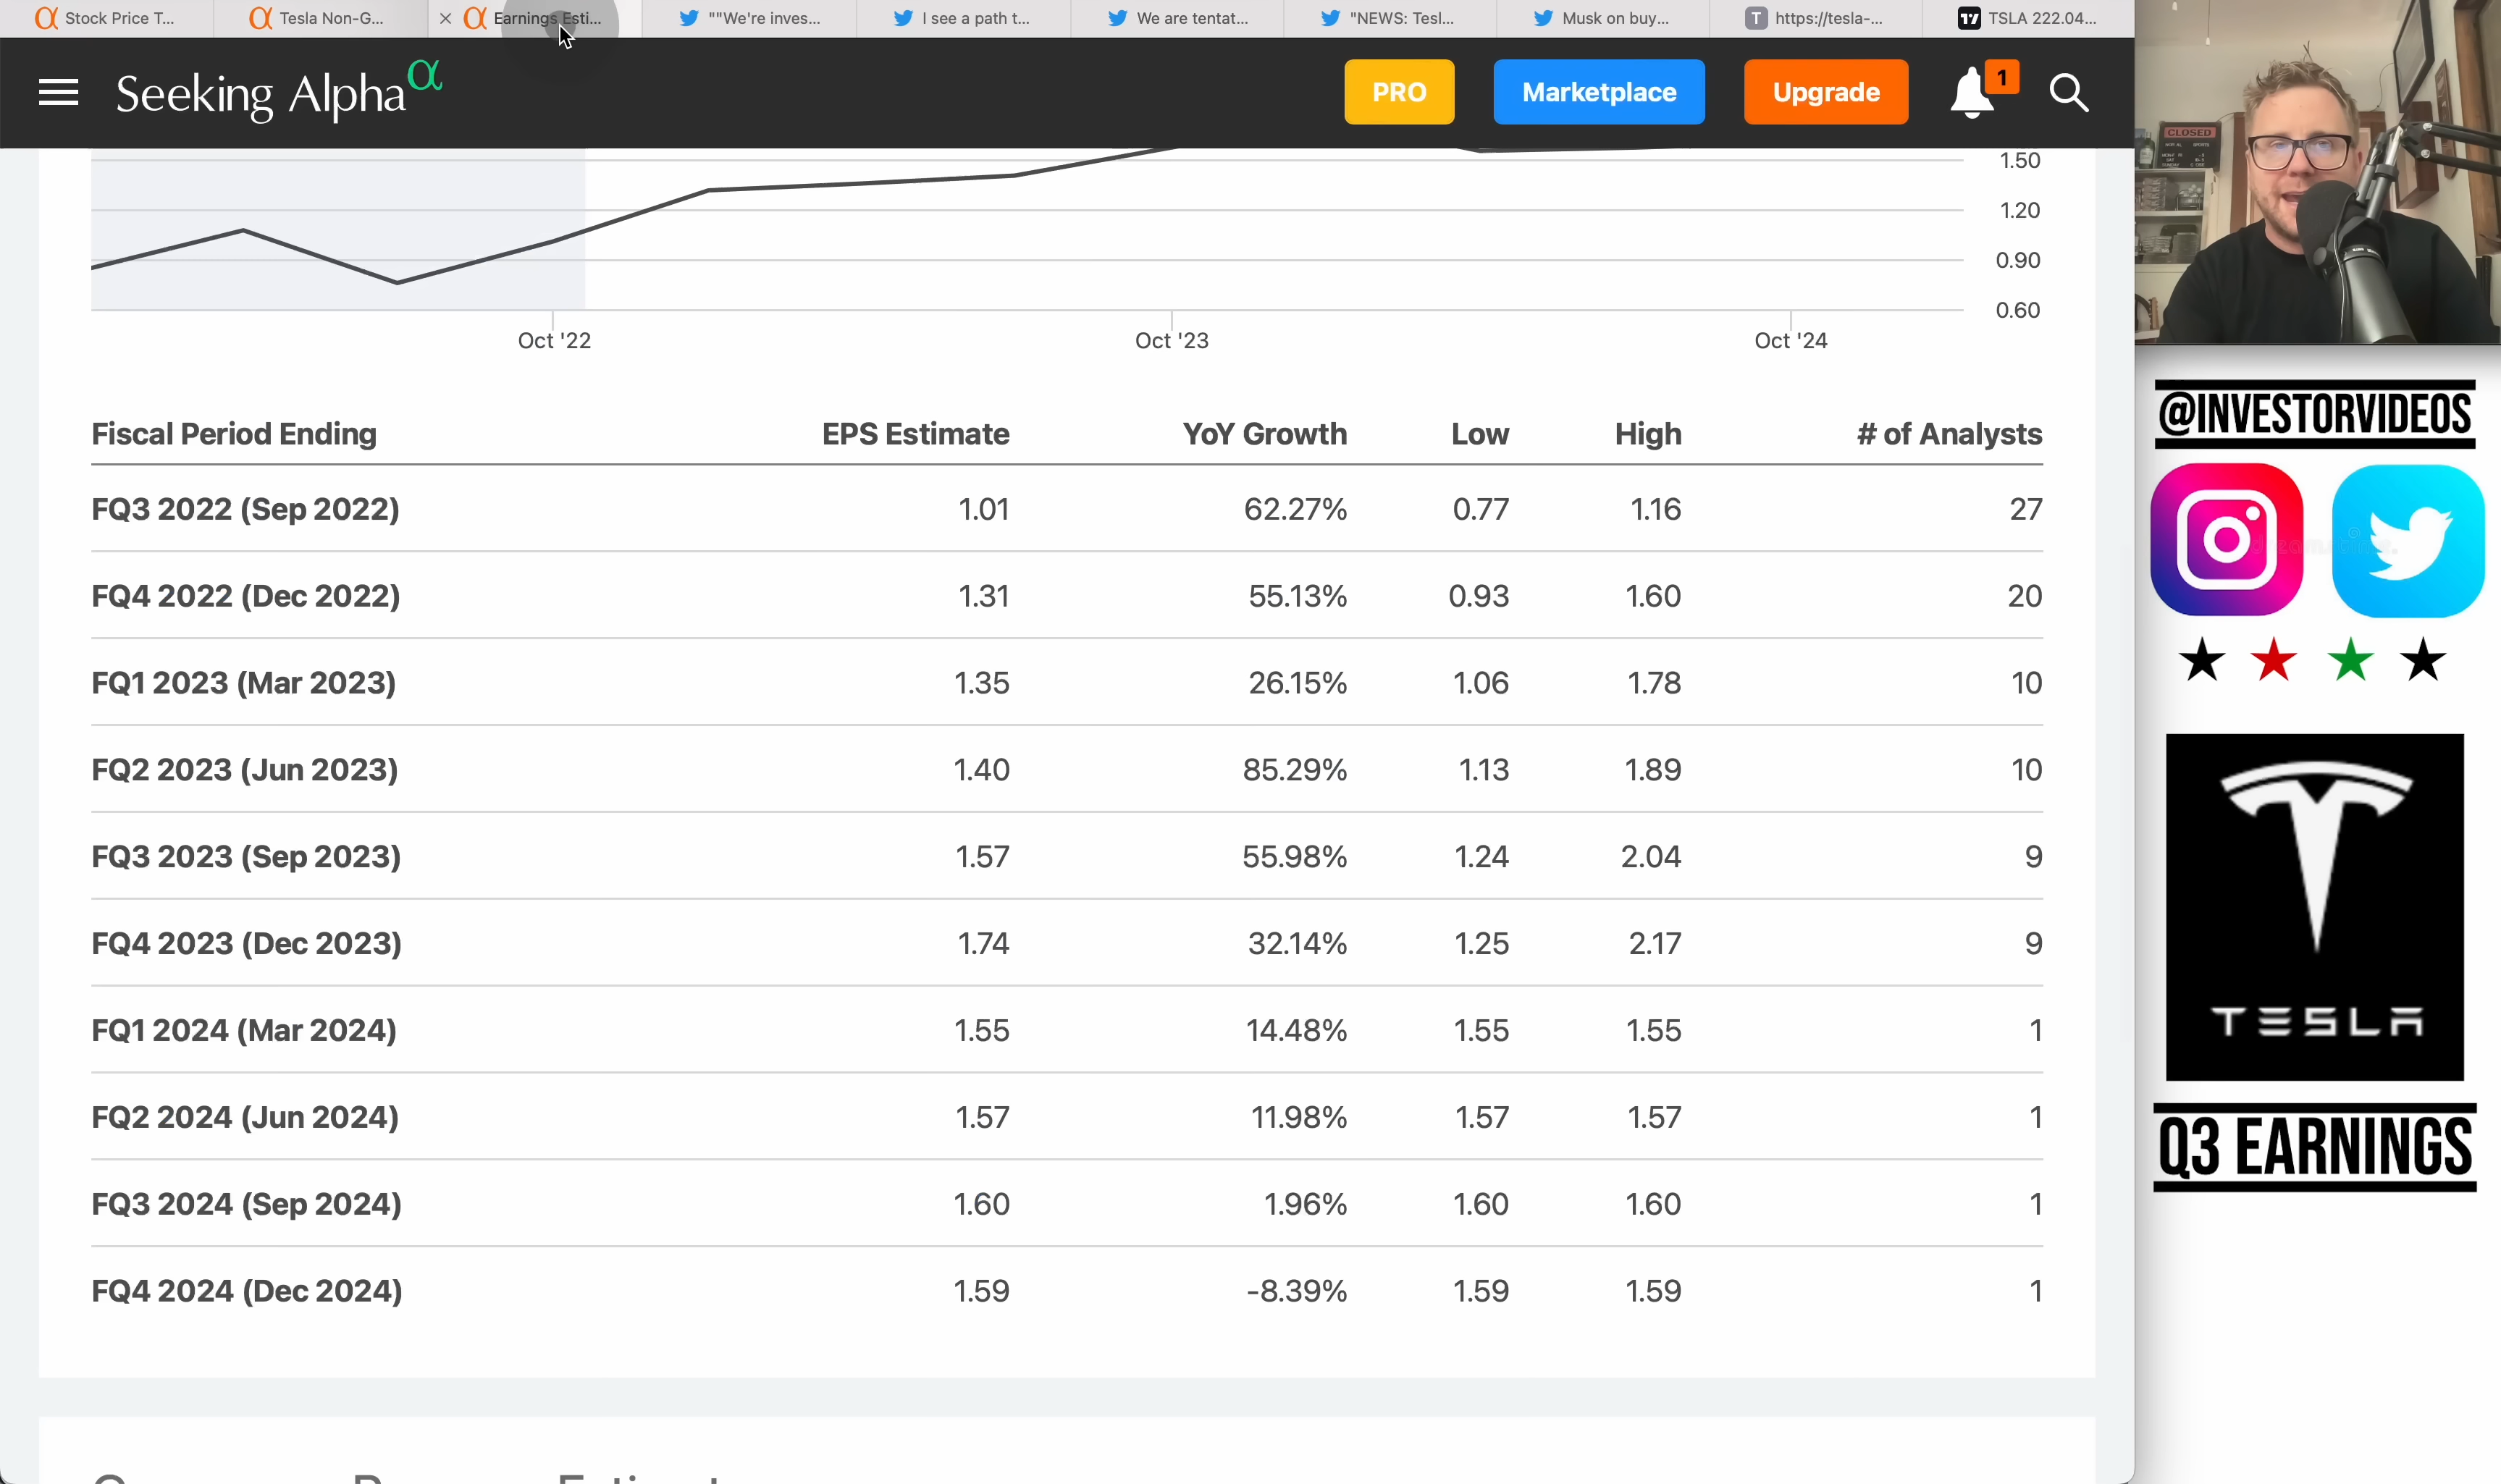 Stock Price T...
Tesla Non-G...
Earnings Esti...
""We're inves...
I see a path t...
We are tentat...
"NEWS: Tesl...
Musk on buy...
T https://tesla-...
TSLA 222.04...
Seeking Alpha α
PRO
Marketplace
Upgrade
1
CLOSED
1.50
1.20
0.90
0.60
Oct '22 Oct '23 Oct '24
Fiscal Period Ending EPS Estimate YoY Growth Low High # of Analysts
FQ3 2022 (Sep 2022) 1.01 62.27% 0.77 1.16 27
FQ4 2022 (Dec 2022) 1.31 55.13% 0.93 1.60 20
FQ1 2023 (Mar 2023) 1.35 26.15% 1.06 1.78 10
FQ2 2023 (Jun 2023) 1.40 85.29% 1.13 1.89 10
FQ3 2023 (Sep 2023) 1.57 55.98% 1.24 2.04 9
FQ4 2023 (Dec 2023) 1.74 32.14% 1.25 2.17 9
FQ1 2024 (Mar 2024) 1.55 14.48% 1.55 1.55 1
FQ2 2024 (Jun 2024) 1.57 11.98% 1.57 1.57 1
FQ3 2024 (Sep 2024) 1.60 1.96% 1.60 1.60 1
FQ4 2024 (Dec 2024) 1.59 -8.39% 1.59 1.59 1
@INVESTORVIDEOS
TESLA
Q3 EARNINGS